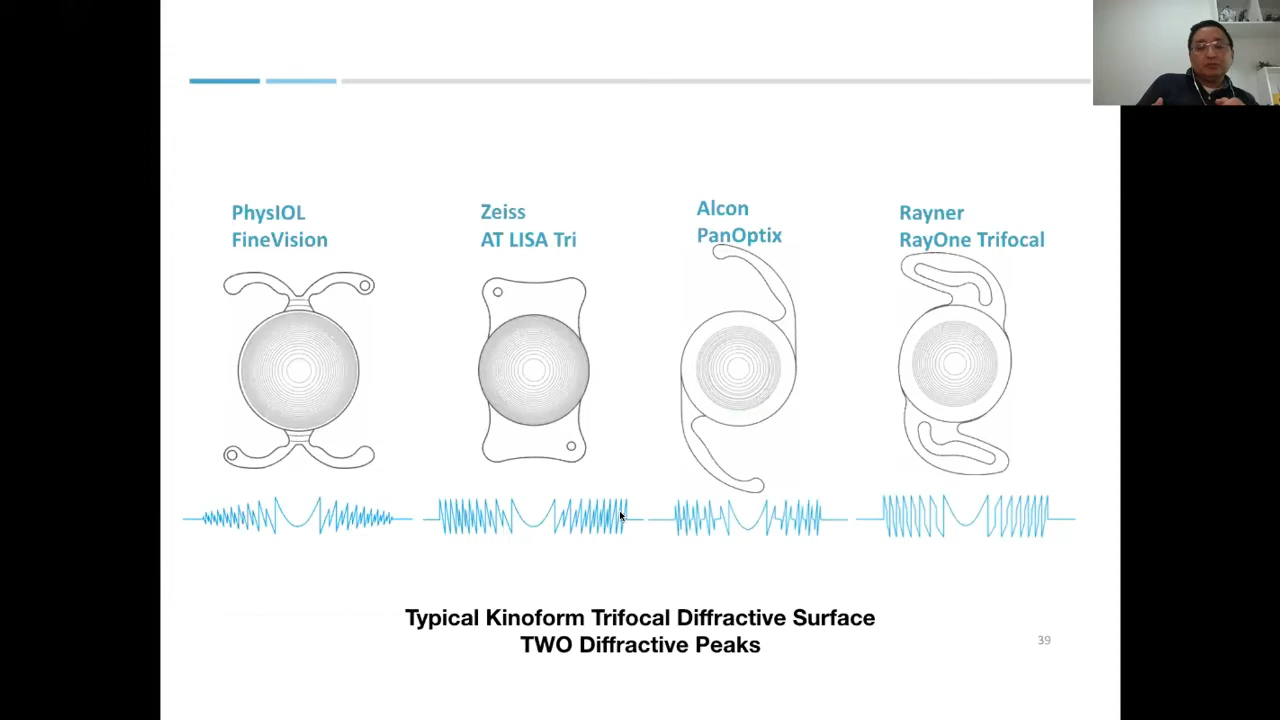 PhysIOL
FineVision
Zeiss
AT LISA Tri
Alcon
PanOptix
Rayner
RayOne Trifocal
Typical Kinoform Trifocal Diffractive Surface
TWO Diffractive Peaks
39